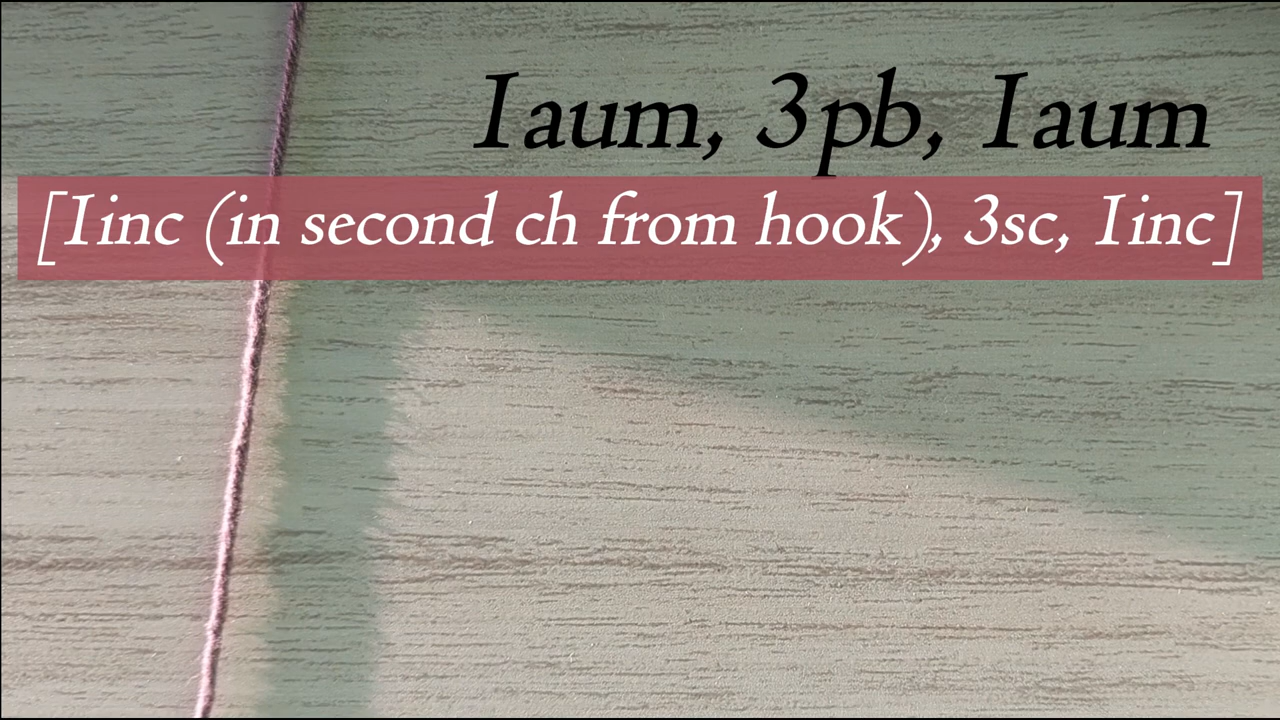 1aum, 3pb, 1aum
[1inc (in second ch from hook), 3sc, 1inc]